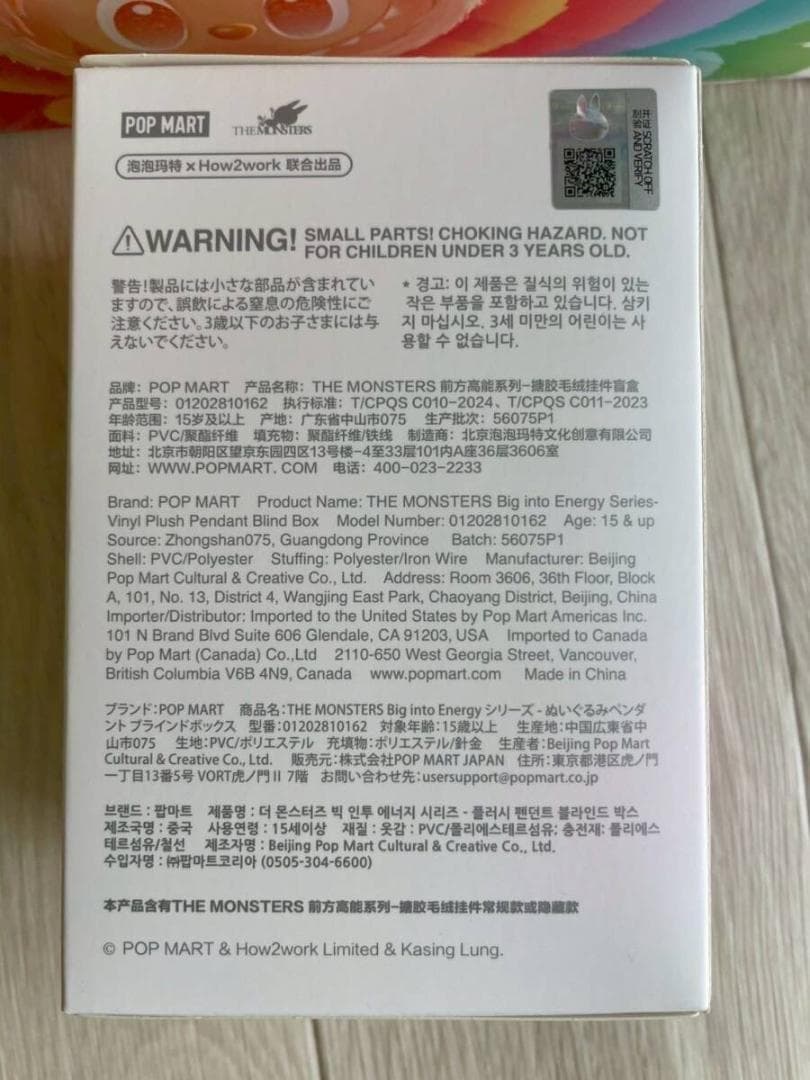 POP MART THE MONSTERS
泡泡玛特 × How2work 联合出品
刮涂层 SCRATCH OFF
AND VERIFY
WARNING! SMALL PARTS! CHOKING HAZARD. NOT
FOR CHILDREN UNDER 3 YEARS OLD.
警告!製品には小さな部品が含まれてい
ますので、誤飲による窒息の危険性にご
注意ください。3歳以下のお子さまには与
えないでください。
* 경고: 이 제품은 질식의 위험이 있는
작은 부품을 포함하고 있습니다. 삼키
지 마십시오. 3세 미만의 어린이는 사
용할 수 없습니다.
品牌: POP MART 产品名称: THE MONSTERS 前方高能系列-搪胶毛绒挂件盲盒
产品型号: 01202810162 执行标准: T/CPQS C010-2024、T/CPQS C011-2023
年龄范围: 15岁及以上 产地: 广东省中山市075 生产批次: 56075P1
面料: PVC/聚酯纤维 填充物: 聚酯纤维/铁线 制造商: 北京泡泡玛特文化创意有限公司
地址: 北京市朝阳区望京东园四区13号楼-4至33层101内A座36层3606室
网址: WWW.POPMART. COM 电话: 400-023-2233
Brand: POP MART Product Name: THE MONSTERS Big into Energy Series-
Vinyl Plush Pendant Blind Box Model Number: 01202810162 Age: 15 & up
Source: Zhongshan075, Guangdong Province Batch: 56075P1
Shell: PVC/Polyester Stuffing: Polyester/Iron Wire Manufacturer: Beijing
Pop Mart Cultural & Creative Co., Ltd. Address: Room 3606, 36th Floor, Block
A, 101, No. 13, District 4, Wangjing East Park, Chaoyang District, Beijing, China
Importer/Distributor: Imported to the United States by Pop Mart Americas Inc.
101 N Brand Blvd Suite 606 Glendale, CA 91203, USA Imported to Canada
by Pop Mart (Canada) Co.,Ltd 2110-650 West Georgia Street, Vancouver,
British Columbia V6B 4N9, Canada www.popmart.com Made in China
ブランド:POP MART 商品名:THE MONSTERS Big into Energy シリーズ - ぬいぐるみペンダ
ント ブラインドボックス 型番:01202810162 対象年齢:15歳以上 生産地:中国広東省中
山市075 生地:PVC/ポリエステル 充填物:ポリエステル/針金 生産者:Beijing Pop Mart
Cultural & Creative Co., Ltd. 販売元:株式会社POP MART JAPAN 住所:東京都港区虎ノ門
一丁目13番5号 VORT虎ノ門Ⅱ 7階 お問い合わせ先:usersupport@popmart.co.jp
브랜드 : 팝마트 제품명 : 더 몬스터즈 빅 인투 에너지 시리즈 - 플러시 팬던트 블라인드 박스
제조국명 : 중국 사용연령 : 15세이상 재질 : 옷감 : PVC/폴리에스테르섬유; 충전재: 폴리에스
테르섬유/철선 제조자명 : Beijing Pop Mart Cultural & Creative Co., Ltd.
수입자명 : ㈜팝마트코리아 (0505-304-6600)
本产品含有THE MONSTERS 前方高能系列-搪胶毛绒挂件常规款或隐藏款
© POP MART & How2work Limited & Kasing Lung.